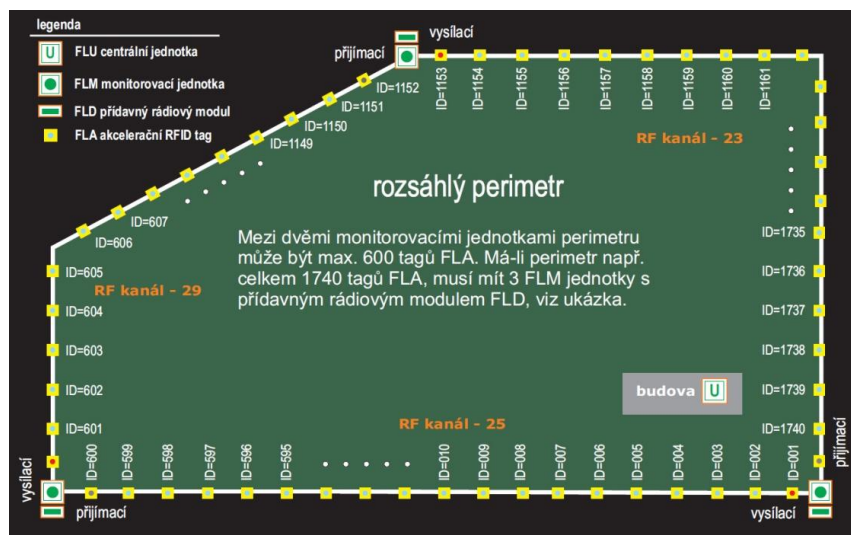 legenda
U FLU centrální jednotka
FLM monitorovací jednotka
FLD přídavný rádiový modul
FLA akcelerační RFID tag
vysílací
přijímací
ID=1152
ID=1151
ID=1150
ID=1149
ID=607
ID=606
ID=1153
ID=1154
ID=1155
ID=1156
ID=1157
ID=1158
ID=1159
ID=1160
ID=1161
RF kanál - 23
rozsáhlý perimetr
Mezi dvěmi monitorovacími jednotkami perimetru
může být max. 600 tagů FLA. Má-li perimetr např.
celkem 1740 tagů FLA, musí mít 3 FLM jednotky s
přídavným rádiovým modulem FLD, viz ukázka.
RF kanál - 29
ID=605
ID=604
ID=603
ID=602
ID=601
ID=1735
ID=1736
ID=1737
ID=1738
ID=1739
ID=1740
budova U
RF kanál - 25
ID=600
ID=599
ID=598
ID=597
ID=596
ID=595
ID=010
ID=009
ID=008
ID=007
ID=006
ID=005
ID=004
ID=003
ID=002
ID=001
vysílací
přijímací
přijímací
vysílací